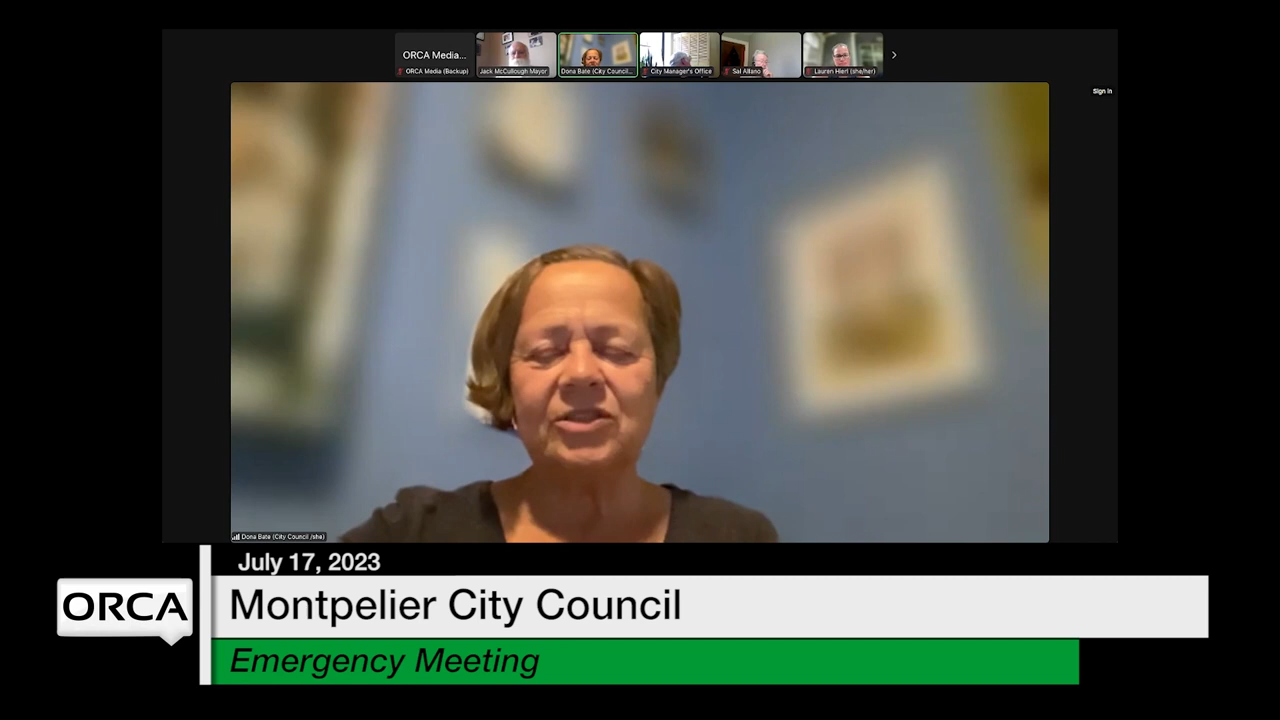 ORCA Media...
ORCA Media (Backup)
Jack McCullough Mayor
Dona Bate (City Council...
City Manager's Office
Sal Alfano
Lauren Hierl (she/her)
Sign in
Dona Bate (City Council /she)
July 17, 2023
ORCA
Montpelier City Council
Emergency Meeting